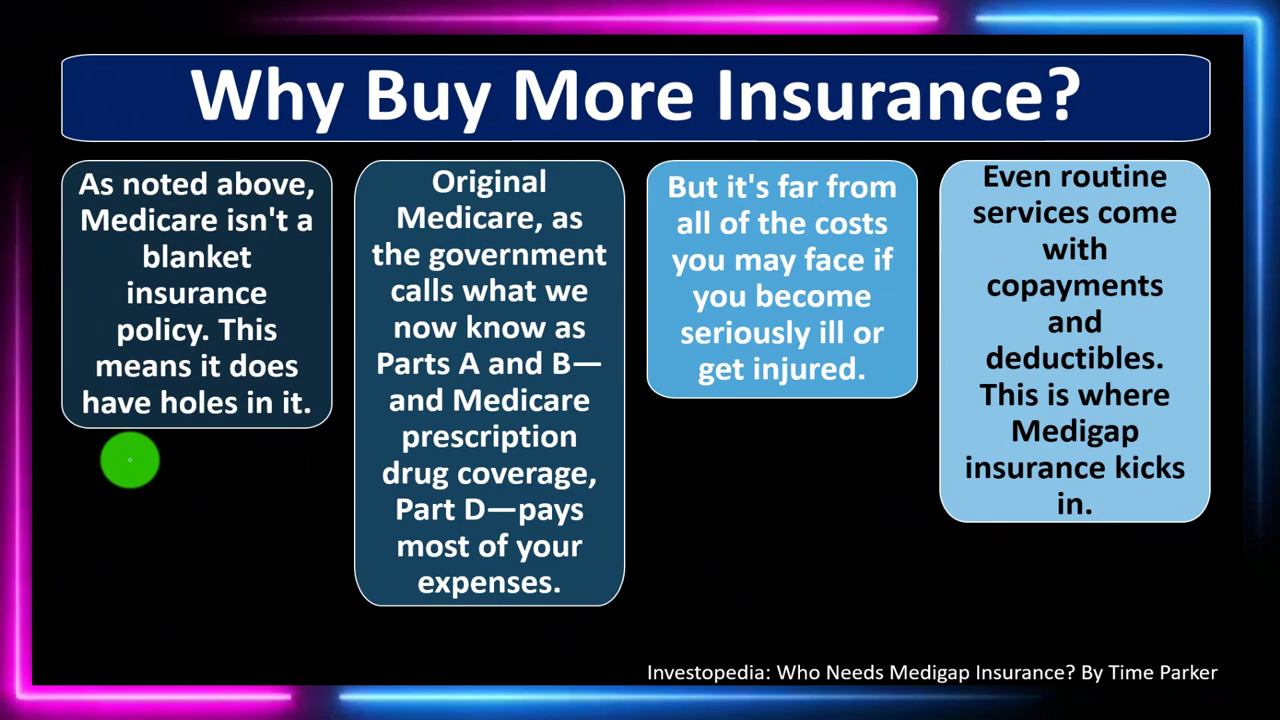 Why Buy More Insurance?
As noted above,
Medicare isn't a
blanket
insurance
policy. This
means it does
have holes in it.
Original
Medicare, as
the government
calls what we
now know as
Parts A and B—
and Medicare
prescription
drug coverage,
Part D—pays
most of your
expenses.
But it's far from
all of the costs
you may face if
you become
seriously ill or
get injured.
Even routine
services come
with
copayments
and
deductibles.
This is where
Medigap
insurance kicks
in.
Investopedia: Who Needs Medigap Insurance? By Time Parker